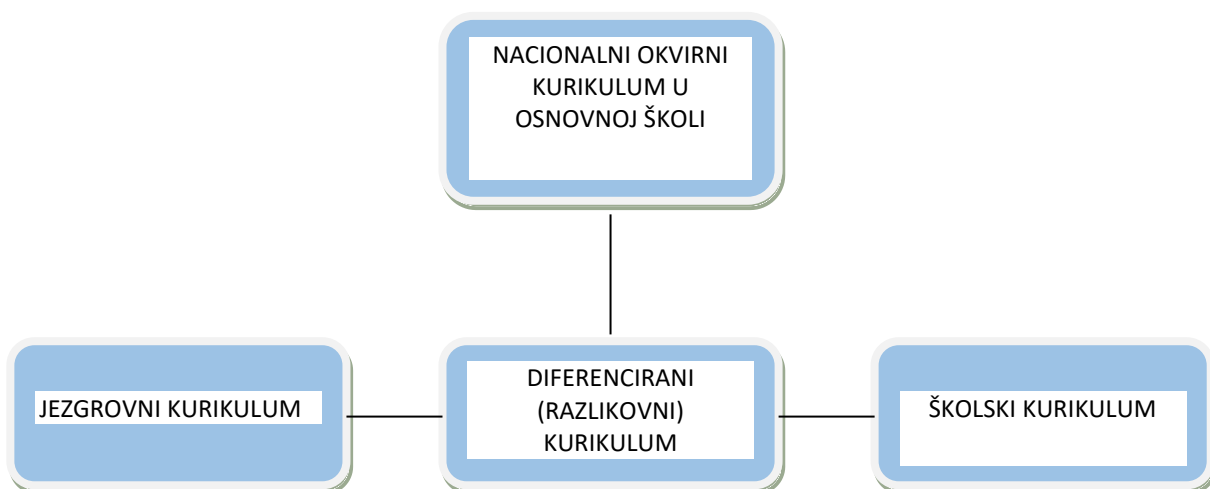 NACIONALNI OKVIRNI
KURIKULUM U
OSNOVNOJ ŠKOLI
JEZGROVNI KURIKULUM
DIFERENCIRANI
(RAZLIKOVNI)
KURIKULUM
ŠKOLSKI KURIKULUM